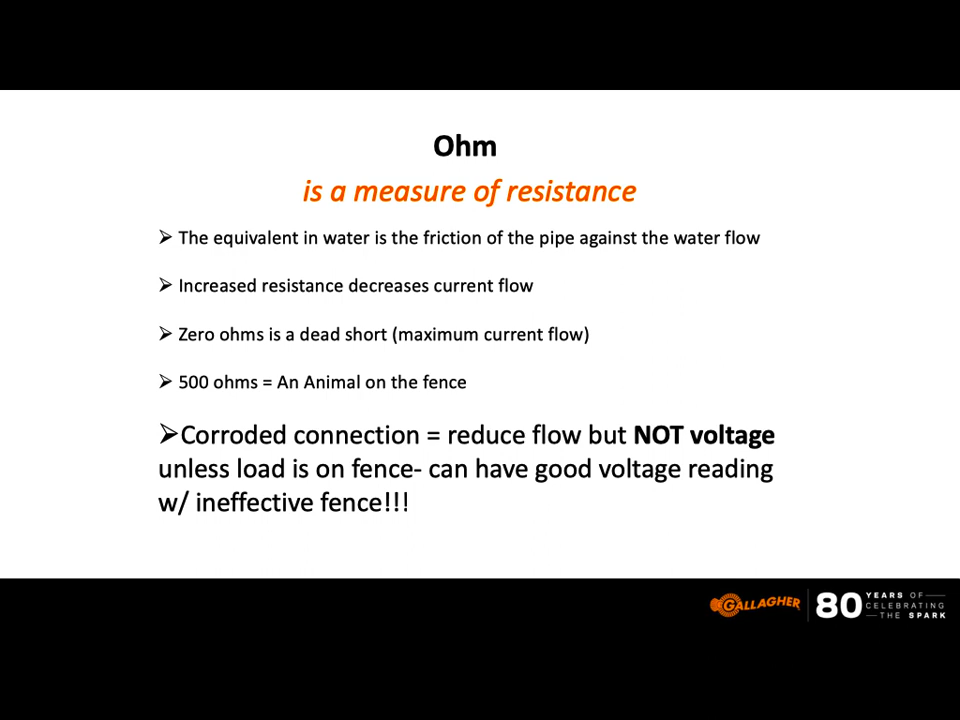 Ohm
is a measure of resistance
➢ The equivalent in water is the friction of the pipe against the water flow
➢ Increased resistance decreases current flow
➢ Zero ohms is a dead short (maximum current flow)
➢ 500 ohms = An Animal on the fence
➢Corroded connection = reduce flow but NOT voltage
unless load is on fence- can have good voltage reading
w/ ineffective fence!!!
GALLAGHER
80 YEARS OF
CELEBRATING
THE SPARK